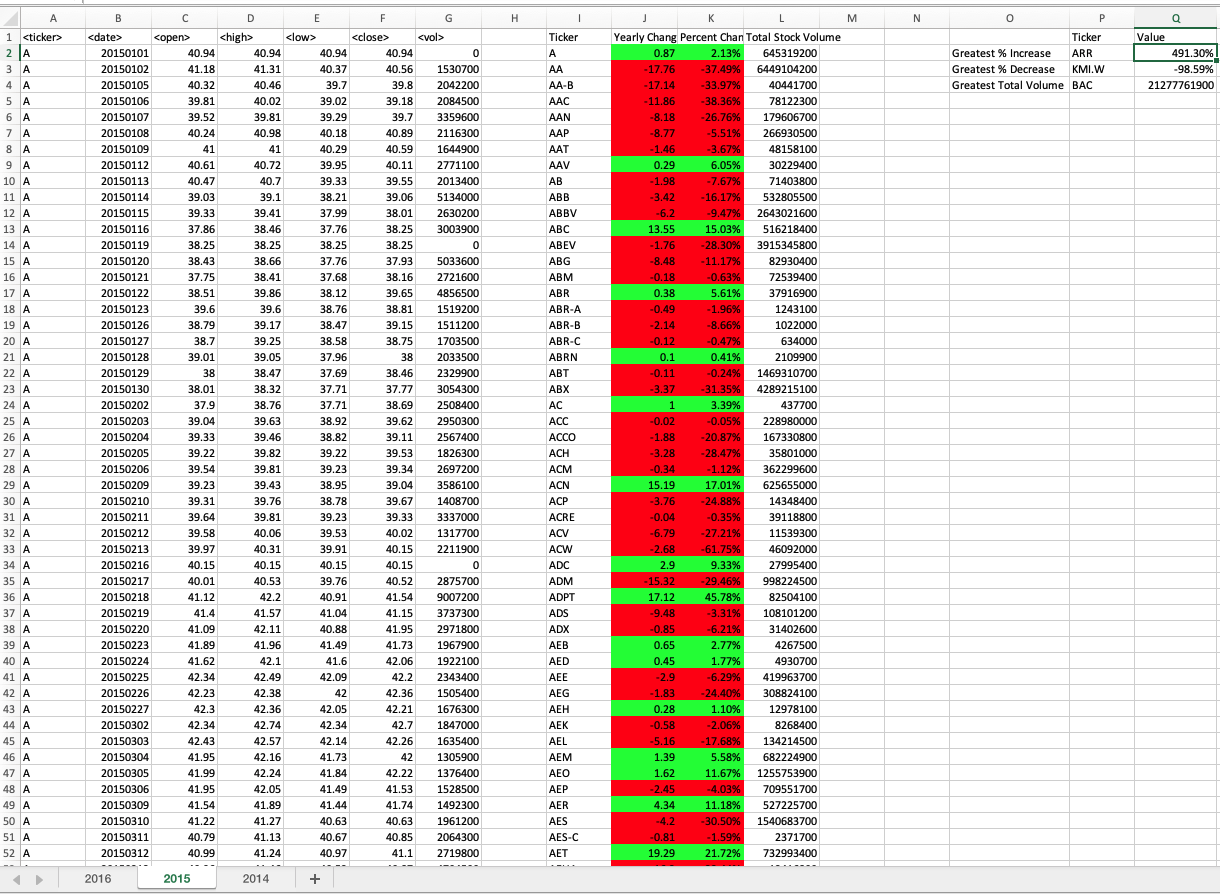 A B C D E F G H I J K L M N O P Q
1 <ticker> <date> <open> <high> <low> <close> <vol> Ticker Yearly Chang Percent Chan Total Stock Volume Ticker Value
2 A 20150101 40.94 40.94 40.94 40.94 0 A 0.87 2.13% 645319200 Greatest % Increase ARR 491.30%
3 A 20150102 41.18 41.31 40.37 40.56 1530700 AA -17.76 -37.49% 6449104200 Greatest % Decrease KMI.W -98.59%
4 A 20150105 40.32 40.46 39.7 39.8 2042200 AA-B -17.14 -33.97% 40441700 Greatest Total Volume BAC 21277761900
5 A 20150106 39.81 40.02 39.02 39.18 2084500 AAC -11.86 -38.36% 78122300
6 A 20150107 39.52 39.81 39.29 39.7 3359600 AAN -8.18 -26.76% 179606700
7 A 20150108 40.24 40.98 40.18 40.89 2116300 AAP -8.77 -5.51% 266930500
8 A 20150109 41 41 40.29 40.59 1644900 AAT -1.46 -3.67% 48158100
9 A 20150112 40.61 40.72 39.95 40.11 2771100 AAV 0.29 6.05% 30229400
10 A 20150113 40.47 40.7 39.33 39.55 2013400 AB -1.98 -7.67% 71403800
11 A 20150114 39.03 39.1 38.21 39.06 5134000 ABB -3.42 -16.17% 532805500
12 A 20150115 39.33 39.41 37.99 38.01 2630200 ABBV -6.2 -9.47% 2643021600
13 A 20150116 37.86 38.46 37.76 38.25 3003900 ABC 13.55 15.03% 516218400
14 A 20150119 38.25 38.25 38.25 38.25 0 ABEV -1.76 -28.30% 3915345800
15 A 20150120 38.43 38.66 37.76 37.93 5033600 ABG -8.48 -11.17% 82930400
16 A 20150121 37.75 38.41 37.68 38.16 2721600 ABM -0.18 -0.63% 72539400
17 A 20150122 38.51 39.86 38.12 39.65 4856500 ABR 0.38 5.61% 37916900
18 A 20150123 39.6 39.6 38.76 38.81 1519200 ABR-A -0.49 -1.96% 1243100
19 A 20150126 38.79 39.17 38.47 39.15 1511200 ABR-B -2.14 -8.66% 1022000
20 A 20150127 38.7 39.25 38.58 38.75 1703500 ABR-C -0.12 -0.47% 634000
21 A 20150128 39.01 39.05 37.96 38 2033500 ABRN 0.1 0.41% 2109900
22 A 20150129 38 38.47 37.69 38.46 2329900 ABT -0.11 -0.24% 1469310700
23 A 20150130 38.01 38.32 37.71 37.77 3054300 ABX -3.37 -31.35% 4289215100
24 A 20150202 37.9 38.76 37.71 38.69 2508400 AC 1 3.39% 437700
25 A 20150203 39.04 39.63 38.92 39.62 2950300 ACC -0.02 -0.05% 228980000
26 A 20150204 39.33 39.46 38.82 39.11 2567400 ACCO -1.88 -20.87% 167330800
27 A 20150205 39.22 39.82 39.22 39.53 1826300 ACH -3.28 -28.47% 35801000
28 A 20150206 39.54 39.81 39.23 39.34 2697200 ACM -0.34 -1.12% 362299600
29 A 20150209 39.23 39.43 38.95 39.04 3586100 ACN 15.19 17.01% 625655000
30 A 20150210 39.31 39.76 38.78 39.67 1408700 ACP -3.76 -24.88% 14348400
31 A 20150211 39.64 39.81 39.23 39.33 3337000 ACRE -0.04 -0.35% 39118800
32 A 20150212 39.58 40.06 39.53 40.02 1317700 ACV -6.79 -27.21% 11539300
33 A 20150213 39.97 40.31 39.91 40.15 2211900 ACW -2.68 -61.75% 46092000
34 A 20150216 40.15 40.15 40.15 40.15 0 ADC 2.9 9.33% 27995400
35 A 20150217 40.01 40.53 39.76 40.52 2875700 ADM -15.32 -29.46% 998224500
36 A 20150218 41.12 42.2 40.91 41.54 9007200 ADPT 17.12 45.78% 82504100
37 A 20150219 41.4 41.57 41.04 41.15 3737300 ADS -9.48 -3.31% 108101200
38 A 20150220 41.09 42.11 40.88 41.95 2971800 ADX -0.85 -6.21% 31402600
39 A 20150223 41.89 41.96 41.49 41.73 1967900 AEB 0.65 2.77% 4267500
40 A 20150224 41.62 42.1 41.6 42.06 1922100 AED 0.45 1.77% 4930700
41 A 20150225 42.34 42.49 42.09 42.2 2343400 AEE -2.9 -6.29% 419963700
42 A 20150226 42.23 42.38 42 42.36 1505400 AEG -1.83 -24.40% 308824100
43 A 20150227 42.3 42.36 42.05 42.21 1676300 AEH 0.28 1.10% 12978100
44 A 20150302 42.34 42.74 42.34 42.7 1847000 AEK -0.58 -2.06% 8268400
45 A 20150303 42.43 42.57 42.14 42.26 1635400 AEL -5.16 -17.68% 134214500
46 A 20150304 41.95 42.16 41.73 42 1305900 AEM 1.39 5.58% 682224900
47 A 20150305 41.99 42.24 41.84 42.22 1376400 AEO 1.62 11.67% 1255753900
48 A 20150306 41.95 42.05 41.49 41.53 1528500 AEP -2.45 -4.03% 709551700
49 A 20150309 41.54 41.89 41.44 41.74 1492300 AER 4.34 11.18% 527225700
50 A 20150310 41.22 41.27 40.63 40.63 1961200 AES -4.2 -30.50% 1540683700
51 A 20150311 40.79 41.13 40.67 40.85 2064300 AES-C -0.81 -1.59% 2371700
52 A 20150312 40.99 41.24 40.97 41.1 2719800 AET 19.29 21.72% 732993400
2016 2015 2014 +